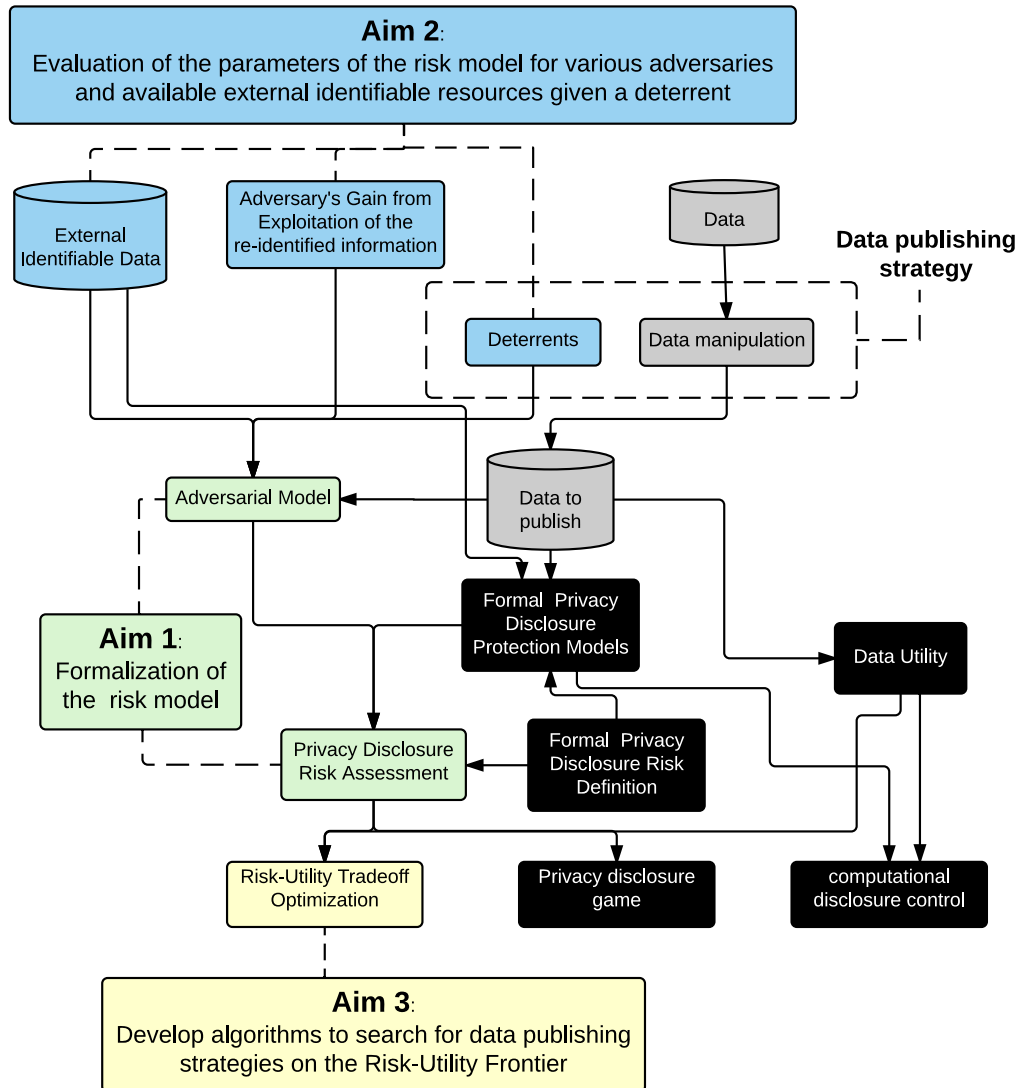 Aim 2:
Evaluation of the parameters of the risk model for various adversaries
and available external identifiable resources given a deterrent
External
Identifiable Data
Adversary's Gain from
Exploitation of the
re-identified information
Data
Data publishing
strategy
Deterrents
Data manipulation
Adversarial Model
Data to
publish
Formal Privacy
Disclosure
Protection Models
Aim 1:
Formalization of
the risk model
Data Utility
Privacy Disclosure
Risk Assessment
Formal Privacy
Disclosure Risk
Definition
Risk-Utility Tradeoff
Optimization
Privacy disclosure
game
computational
disclosure control
Aim 3:
Develop algorithms to search for data publishing
strategies on the Risk-Utility Frontier